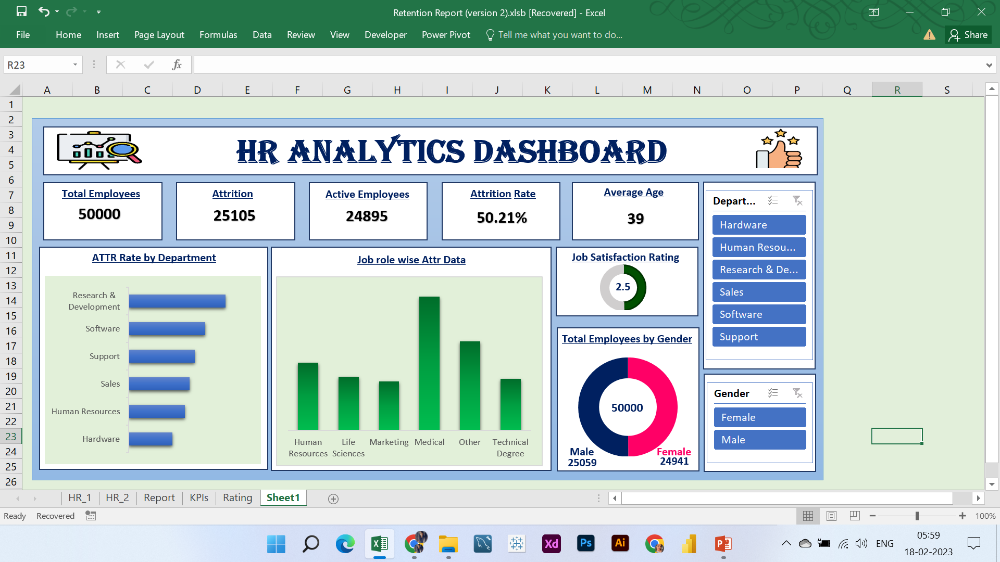 Retention Report (version 2).xlsb [Recovered] - Excel
File Home Insert Page Layout Formulas Data Review View Developer Power Pivot Tell me what you want to do... Share
R23 fx
A B C D E F G H I J K L M N O P Q R S
1
2
3
4
5
6
7
8
9
10
11
12
13
14
15
16
17
18
19
20
21
22
23
24
25
26
HR ANALYTICS DASHBOARD
Total Employees
50000
Attrition
25105
Active Employees
24895
Attrition Rate
50.21%
Average Age
39
Depart...
Hardware
Human Resou...
Research & De...
Sales
Software
Support
ATTR Rate by Department
Research &
Development
Software
Support
Sales
Human Resources
Hardware
Job role wise Attr Data
Human
Resources
Life
Sciences
Marketing
Medical
Other
Technical
Degree
Job Satisfaction Rating
2.5
Total Employees by Gender
50000
Male
25059
Female
24941
Gender
Female
Male
HR_1 HR_2 Report KPIs Rating Sheet1
Ready Recovered 100%
Xd Ps Ai P ENG
05:59
18-02-2023